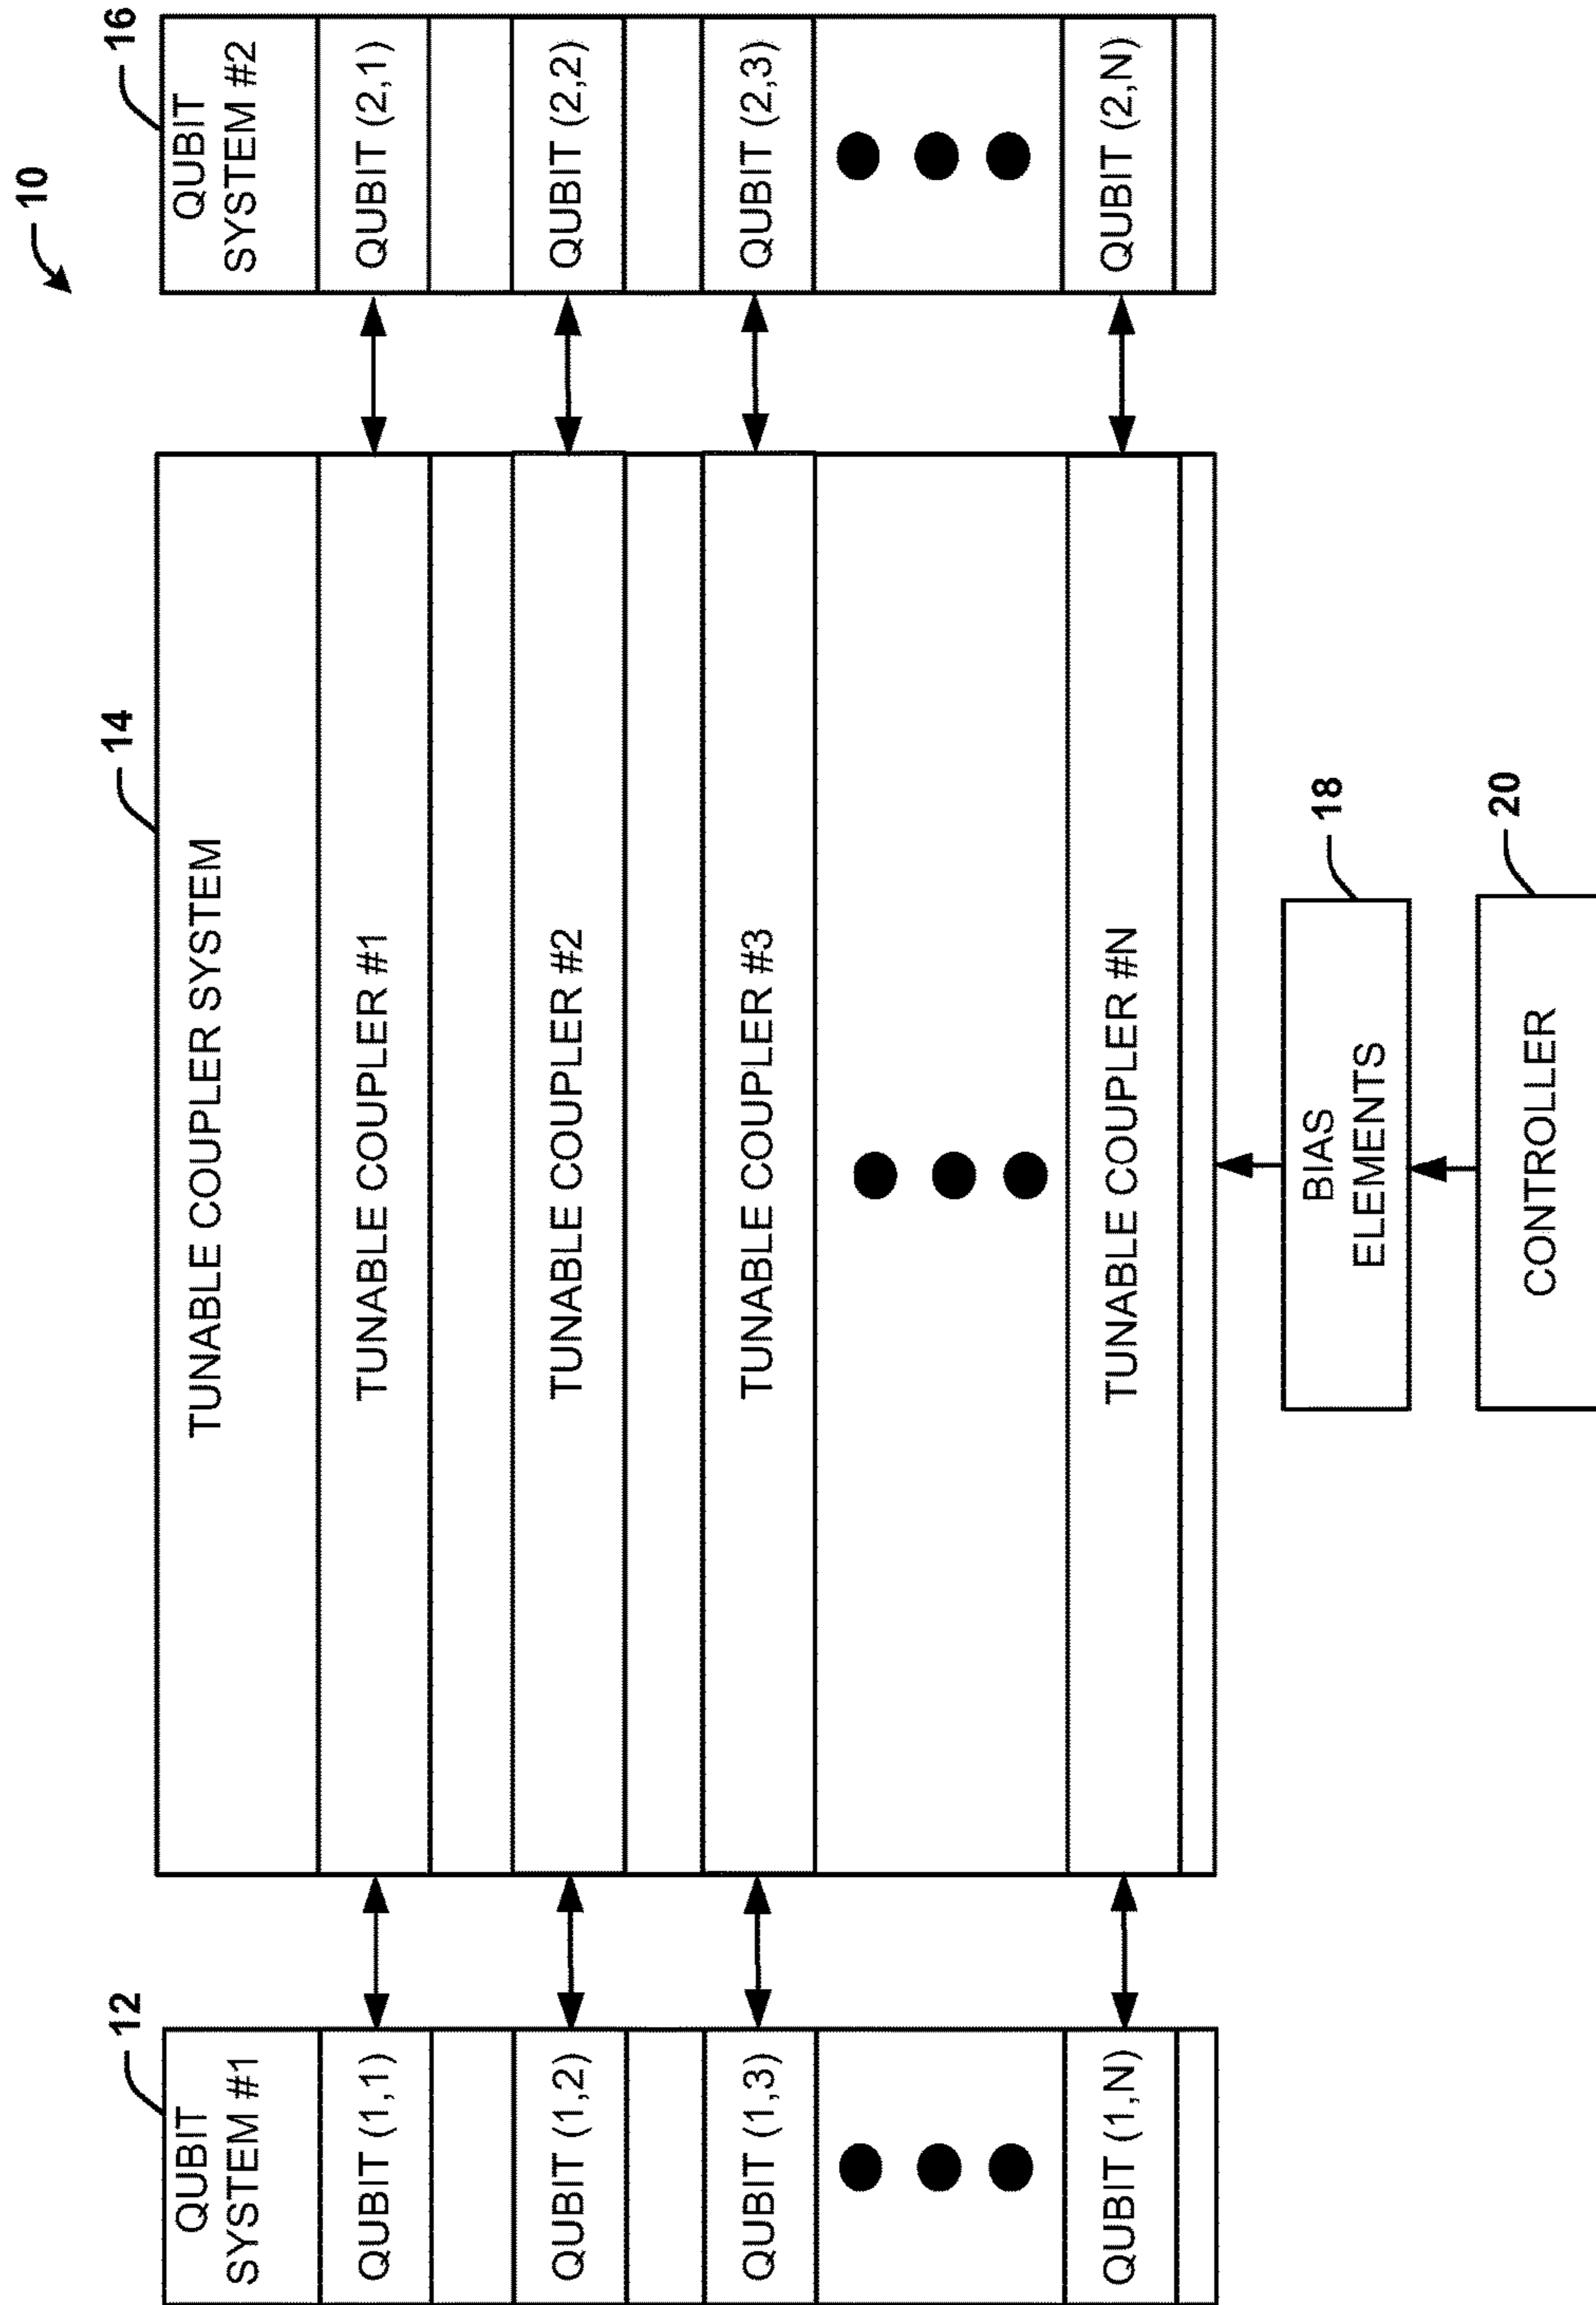 10
12
QUBIT
SYSTEM #1
QUBIT (1,1)
QUBIT (1,2)
QUBIT (1,3)
QUBIT (1,N)
14
TUNABLE COUPLER SYSTEM
TUNABLE COUPLER #1
TUNABLE COUPLER #2
TUNABLE COUPLER #3
TUNABLE COUPLER #N
16
QUBIT
SYSTEM #2
QUBIT (2,1)
QUBIT (2,2)
QUBIT (2,3)
QUBIT (2,N)
18
BIAS
ELEMENTS
20
CONTROLLER